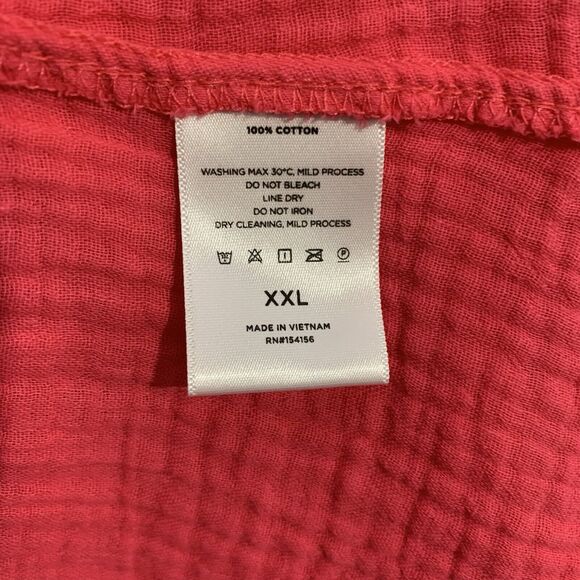 100% COTTON
WASHING MAX 30°C, MILD PROCESS
DO NOT BLEACH
LINE DRY
DO NOT IRON
DRY CLEANING, MILD PROCESS
P
XXL
MADE IN VIETNAM
RN#154156